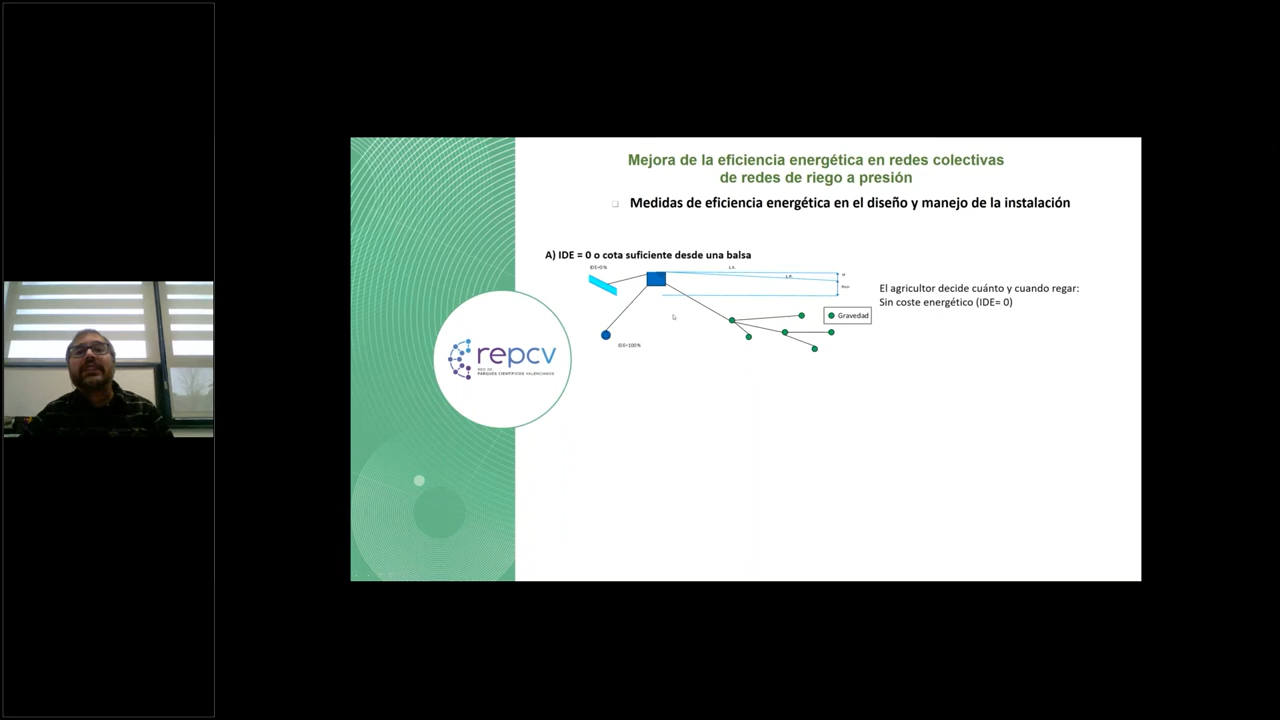 Mejora de la eficiencia energética en redes colectivas
de redes de riego a presión
Medidas de eficiencia energética en el diseño y manejo de la instalación
A) IDE = 0 o cota suficiente desde una balsa
IDE=0%
L.P.
El agricultor decide cuánto y cuando regar:
Sin coste energético (IDE= 0)
Gravedad
IDE=100%
repcv
RED DE
PARQUES CIENTÍFICOS VALENCIANOS